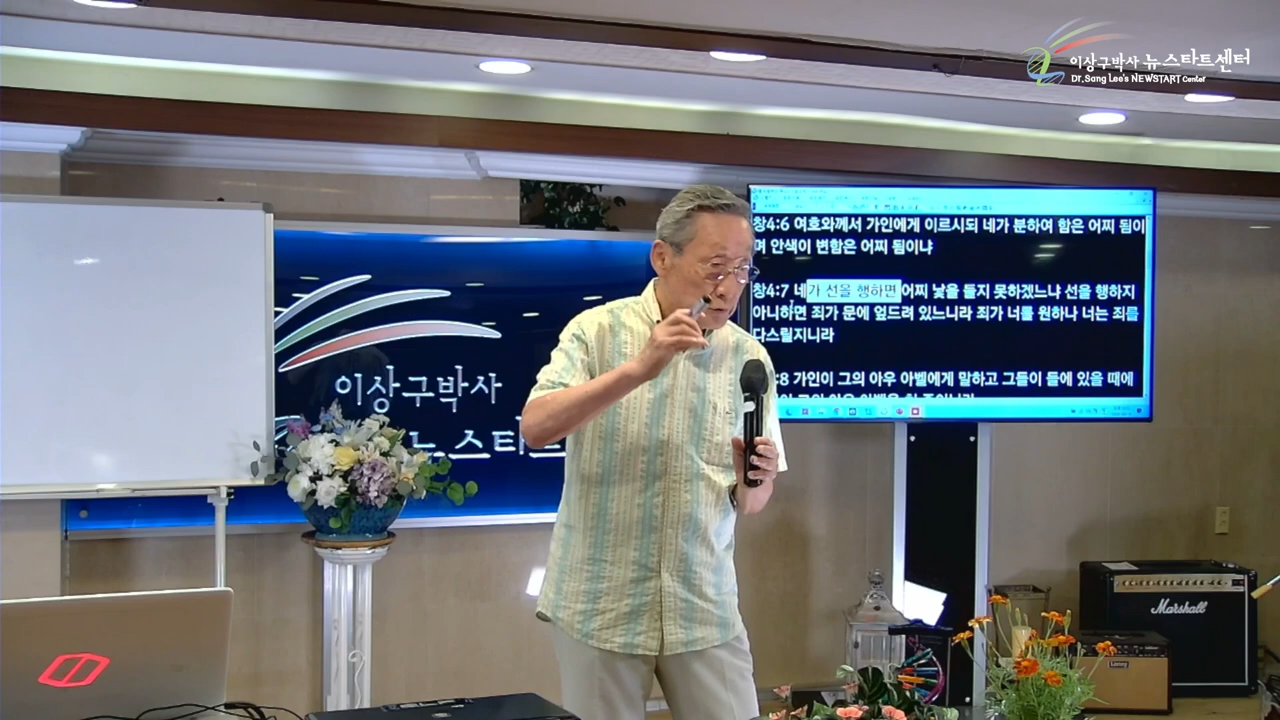 이상구박사 뉴스타트센터
Dr.Sang Lee's NEWSTART Center
창4:6 여호와께서 가인에게 이르시되 네가 분하여 함은 어찌 됨이
며 안색이 변함은 어찌 됨이냐
창4:7 네가 선을 행하면 어찌 낯을 들지 못하겠느냐 선을 행하지
아니하면 죄가 문에 엎드려 있느니라 죄가 너를 원하나 너는 죄를
다스릴지니라
:8 가인이 그의 아우 아벨에게 말하고 그들이 들에 있을 때에
이상구박사
뉴스타트
Marshall
Laney